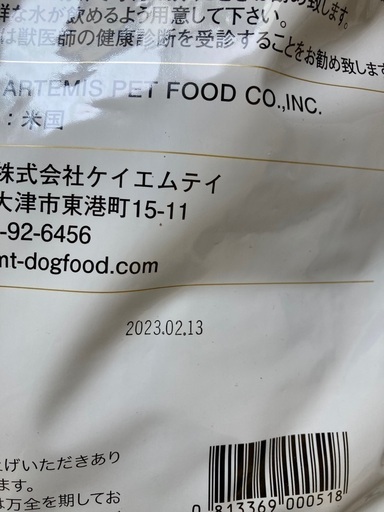 鮮な水が飲めるよう用意して下さい。
は獣医師の健康診断を受診することをお勧め致します
ARTEMIS PET FOOD CO.,INC.
：米国
株式会社ケイエムテイ
大津市東港町15-11
-92-6456
mt-dogfood.com
2023.02.13
上げいただきあり
ます。
は万全を期してお
0 813369 000518